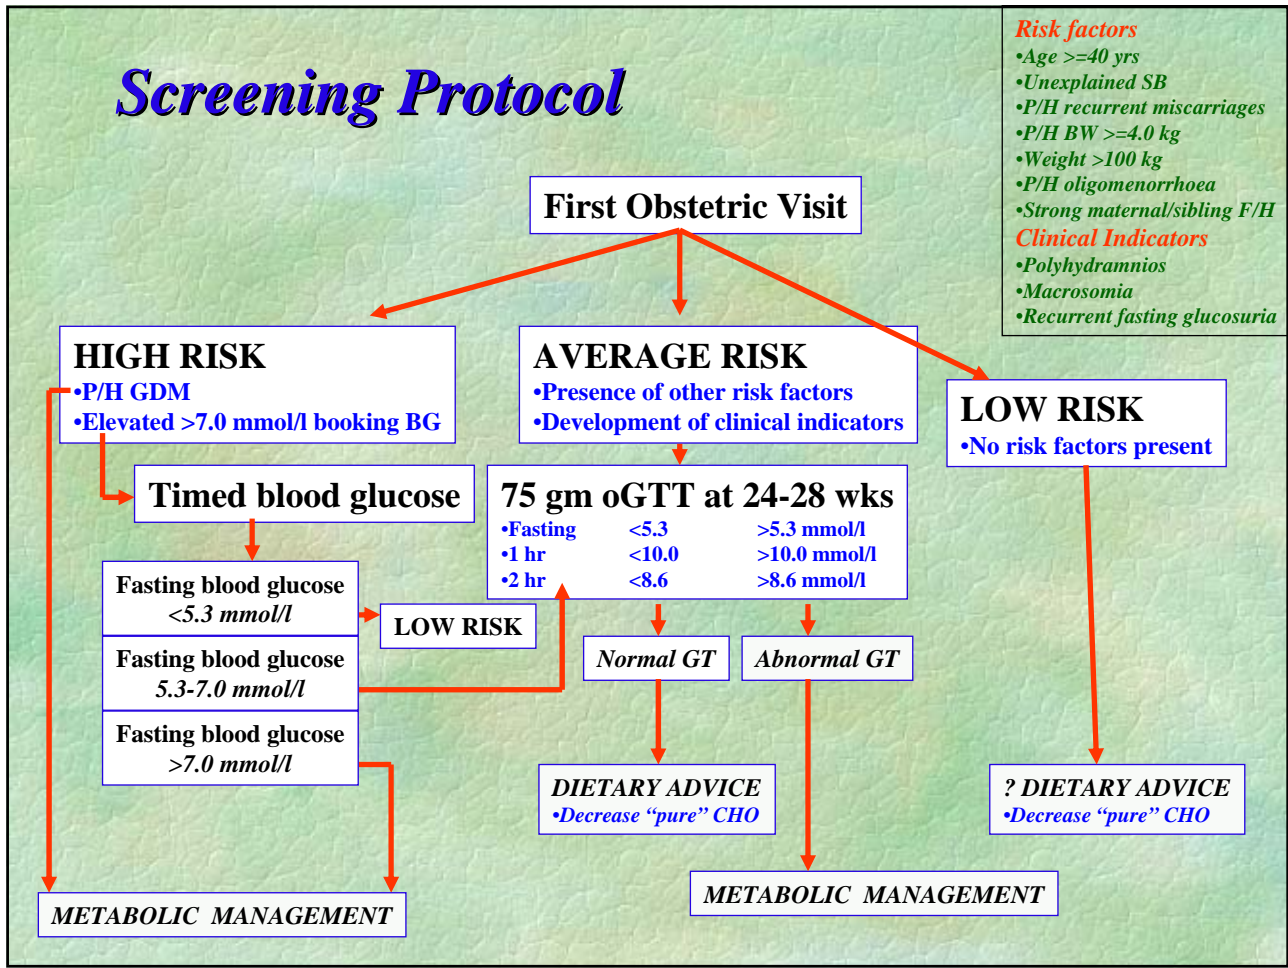 Screening Protocol
Risk factors
•Age >=40 yrs
•Unexplained SB
•P/H recurrent miscarriages
•P/H BW >=4.0 kg
•Weight >100 kg
•P/H oligomenorrhoea
•Strong maternal/sibling F/H
Clinical Indicators
•Polyhydramnios
•Macrosomia
•Recurrent fasting glucosuria
First Obstetric Visit
HIGH RISK
•P/H GDM
•Elevated >7.0 mmol/l booking BG
AVERAGE RISK
•Presence of other risk factors
•Development of clinical indicators
LOW RISK
•No risk factors present
Timed blood glucose
Fasting blood glucose
<5.3 mmol/l
LOW RISK
Fasting blood glucose
5.3-7.0 mmol/l
Fasting blood glucose
>7.0 mmol/l
75 gm oGTT at 24-28 wks
•Fasting <5.3 >5.3 mmol/l
•1 hr <10.0 >10.0 mmol/l
•2 hr <8.6 >8.6 mmol/l
Normal GT
Abnormal GT
DIETARY ADVICE
•Decrease “pure” CHO
? DIETARY ADVICE
•Decrease “pure” CHO
METABOLIC MANAGEMENT
METABOLIC MANAGEMENT